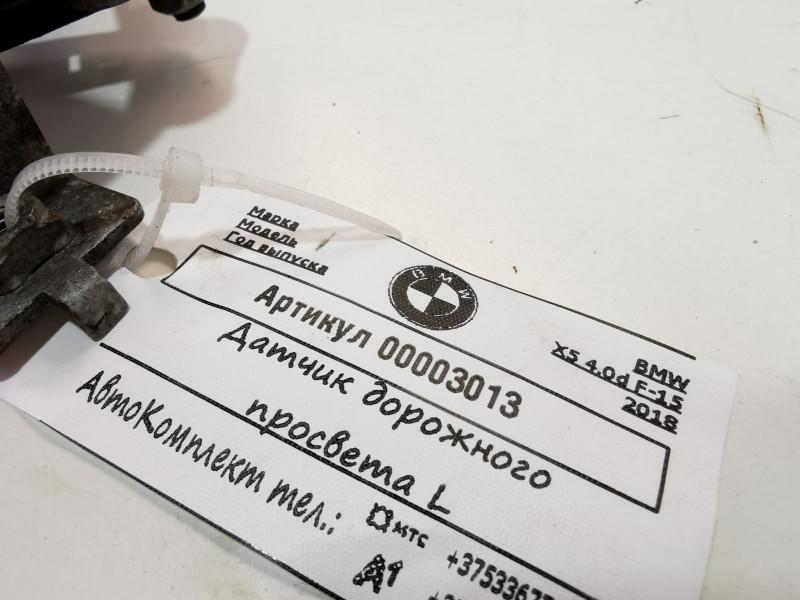 Марка BMW
Модель X5 4.0d F-15
Год выпуска 2018
BMW
Артикул 00003013
Датчик дорожного
просвета L
АвтоКомплект тел.:
МТС
A1